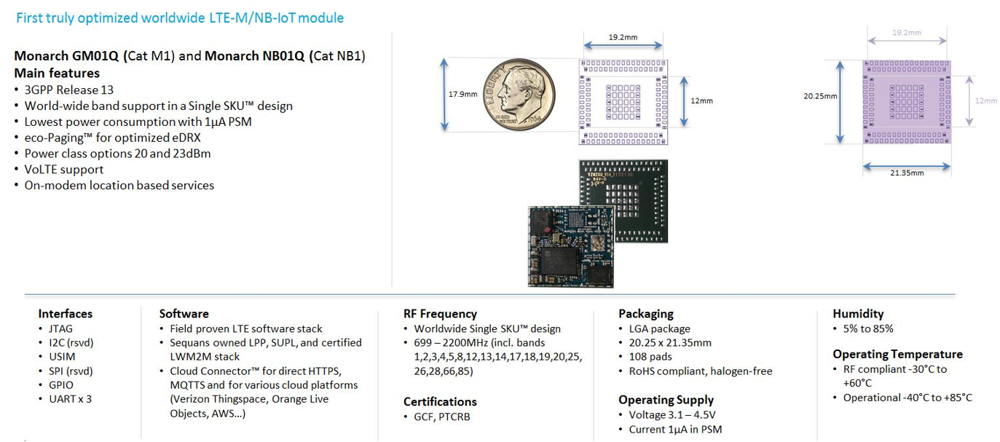 First truly optimized worldwide LTE-M/NB-IoT module
Monarch GM01Q (Cat M1) and Monarch NB01Q (Cat NB1)
Main features
• 3GPP Release 13
• World-wide band support in a Single SKU™ design
• Lowest power consumption with 1µA PSM
• eco-Paging™ for optimized eDRX
• Power class options 20 and 23dBm
• VoLTE support
• On-modem location based services
19.2mm
17.9mm
LIBERTY
IN GOD
WE TRUST
12mm
19.2mm
20.25mm
12mm
21.35mm
94V-0
Interfaces
• JTAG
• I2C (rsvd)
• USIM
• SPI (rsvd)
• GPIO
• UART x 3
Software
• Field proven LTE software stack
• Sequans owned LPP, SUPL, and certified
LWM2M stack
• Cloud Connector™ for direct HTTPS,
MQTTS and for various cloud platforms
(Verizon Thingspace, Orange Live
Objects, AWS…)
RF Frequency
• Worldwide Single SKU™ design
• 699 – 2200MHz (incl. bands
1,2,3,4,5,8,12,13,14,17,18,19,20,25,
26,28,66,85)
Certifications
• GCF, PTCRB
Packaging
• LGA package
• 20.25 x 21.35mm
• 108 pads
• RoHS compliant, halogen-free
Operating Supply
• Voltage 3.1 – 4.5V
• Current 1µA in PSM
Humidity
• 5% to 85%
Operating Temperature
• RF compliant -30°C to
+60°C
• Operational -40°C to +85°C